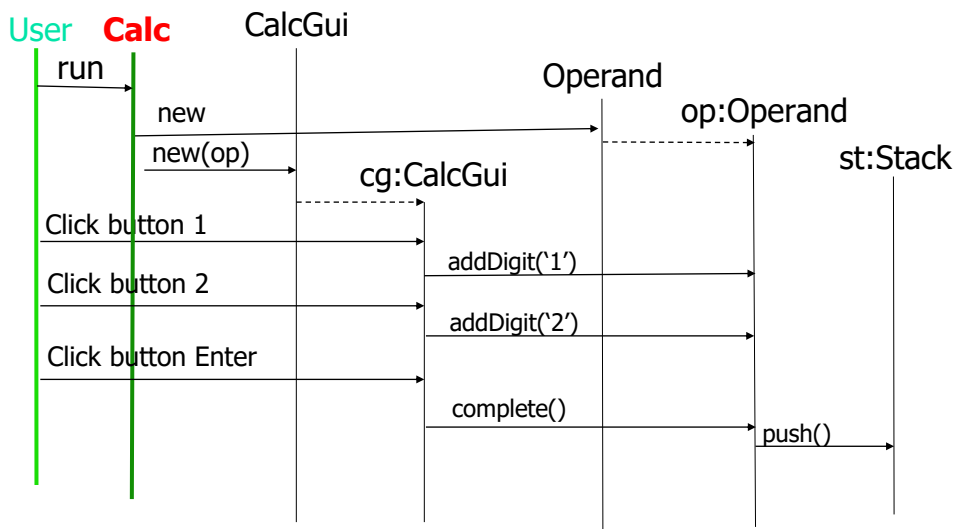 User
Calc
CalcGui
run
Operand
new
op:Operand
new(op)
st:Stack
cg:CalcGui
Click button 1
addDigit(‘1’)
Click button 2
addDigit(‘2’)
Click button Enter
complete()
push()